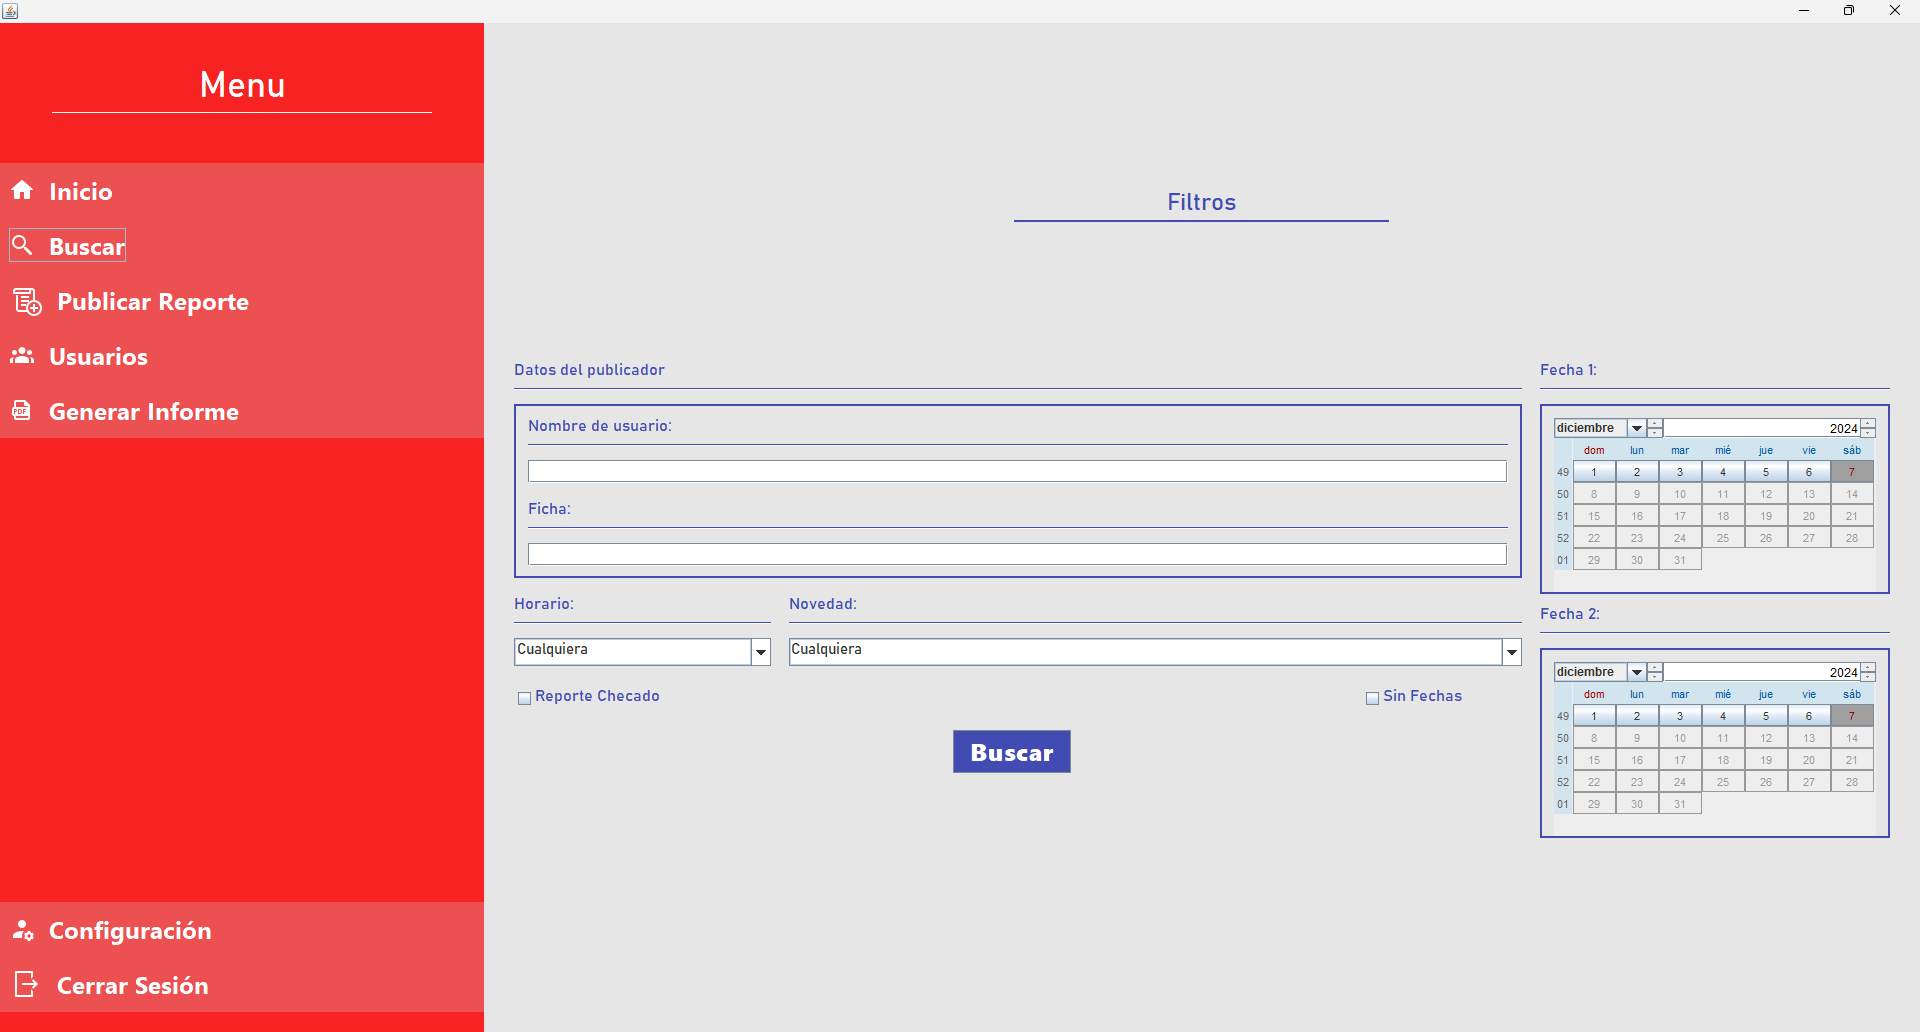 Menu
Inicio
Buscar
Publicar Reporte
Usuarios
PDF Generar Informe
Configuración
Cerrar Sesión
Filtros
Datos del publicador
Nombre de usuario:
Ficha:
Horario:
Novedad:
Cualquiera
Cualquiera
Reporte Checado
Sin Fechas
Buscar
Fecha 1:
diciembre 2024
dom lun mar mié jue vie sáb
49 1 2 3 4 5 6 7
50 8 9 10 11 12 13 14
51 15 16 17 18 19 20 21
52 22 23 24 25 26 27 28
01 29 30 31
Fecha 2:
diciembre 2024
dom lun mar mié jue vie sáb
49 1 2 3 4 5 6 7
50 8 9 10 11 12 13 14
51 15 16 17 18 19 20 21
52 22 23 24 25 26 27 28
01 29 30 31